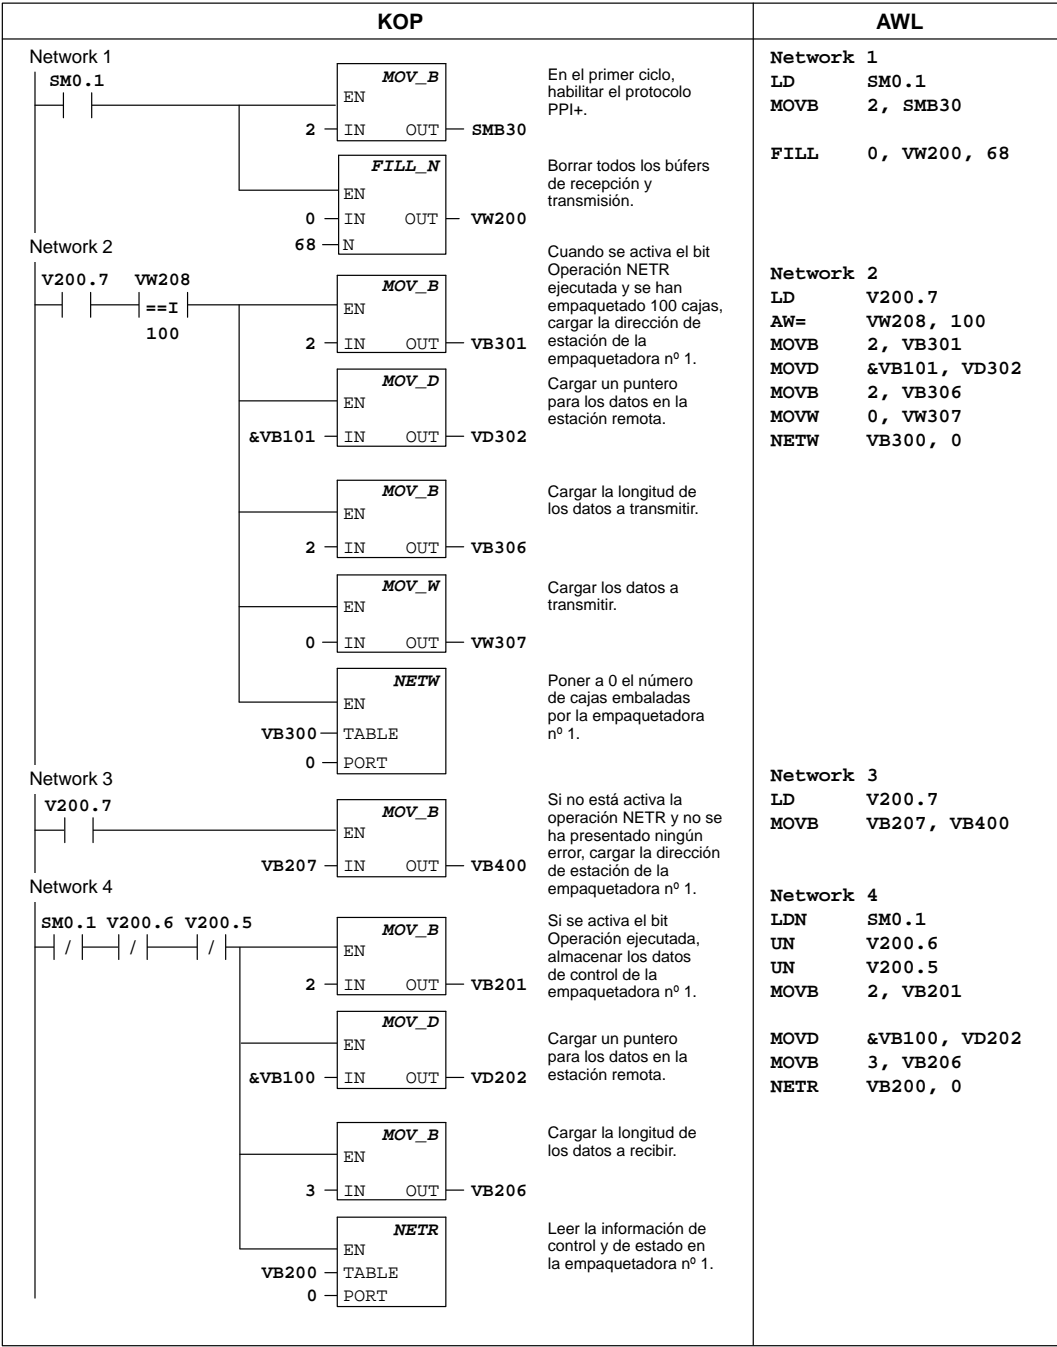 KOP
AWL
Network 1
SM0.1
MOV_B
EN
2
IN
OUT
SMB30
En el primer ciclo,
habilitar el protocolo
PPI+.
FILL_N
EN
0
IN
OUT
VW200
68
N
Borrar todos los búfers
de recepción y
transmisión.
Network 2
V200.7
VW208
==I
100
MOV_B
EN
2
IN
OUT
VB301
Cuando se activa el bit
Operación NETR
ejecutada y se han
empaquetado 100 cajas,
cargar la dirección de
estación de la
empaquetadora nº 1.
MOV_D
EN
&VB101
IN
OUT
VD302
Cargar un puntero
para los datos en la
estación remota.
MOV_B
EN
2
IN
OUT
VB306
Cargar la longitud de
los datos a transmitir.
MOV_W
EN
0
IN
OUT
VW307
Cargar los datos a
transmitir.
NETW
EN
VB300
TABLE
0
PORT
Poner a 0 el número
de cajas embaladas
por la empaquetadora
nº 1.
Network 3
V200.7
MOV_B
EN
VB207
IN
OUT
VB400
Si no está activa la
operación NETR y no se
ha presentado ningún
error, cargar la dirección
de estación de la
empaquetadora nº 1.
Network 4
SM0.1 V200.6 V200.5
/
/
/
MOV_B
EN
2
IN
OUT
VB201
Si se activa el bit
Operación ejecutada,
almacenar los datos
de control de la
empaquetadora nº 1.
MOV_D
EN
&VB100
IN
OUT
VD202
Cargar un puntero
para los datos en la
estación remota.
MOV_B
EN
3
IN
OUT
VB206
Cargar la longitud de
los datos a recibir.
NETR
EN
VB200
TABLE
0
PORT
Leer la información de
control y de estado en
la empaquetadora nº 1.
Network 1
LD SM0.1
MOVB 2, SMB30
FILL 0, VW200, 68
Network 2
LD V200.7
AW= VW208, 100
MOVB 2, VB301
MOVD &VB101, VD302
MOVB 2, VB306
MOVW 0, VW307
NETW VB300, 0
Network 3
LD V200.7
MOVB VB207, VB400
Network 4
LDN SM0.1
UN V200.6
UN V200.5
MOVB 2, VB201
MOVD &VB100, VD202
MOVB 3, VB206
NETR VB200, 0